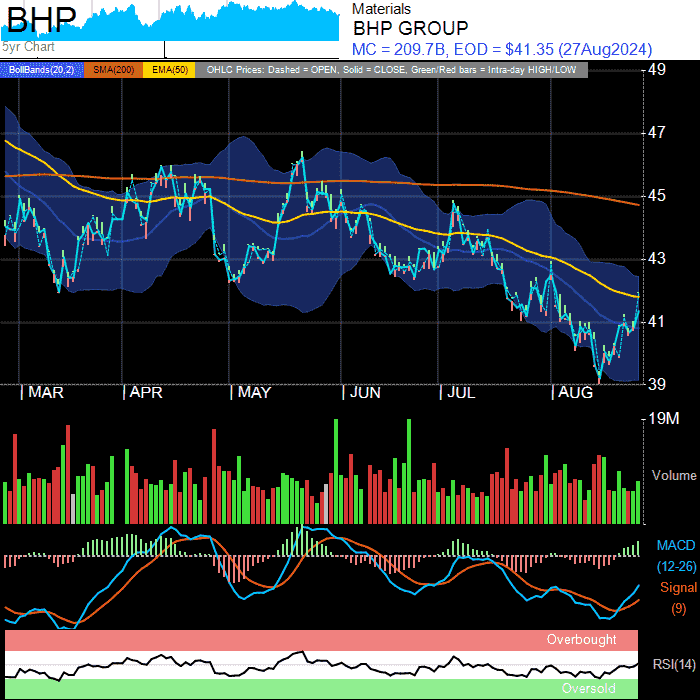 BHP
5yr Chart
Materials
BHP GROUP
MC = 209.7B, EOD = $41.35 (27Aug2024)
BollBands(20,2) SMA(200) EMA(50) OHLC Prices: Dashed = OPEN, Solid = CLOSE, Green/Red bars = Intra-day HIGH/LOW
49
47
45
43
41
39
MAR APR MAY JUN JUL AUG
19M
Volume
MACD
(12-26)
Signal
(9)
Overbought
RSI(14)
Oversold